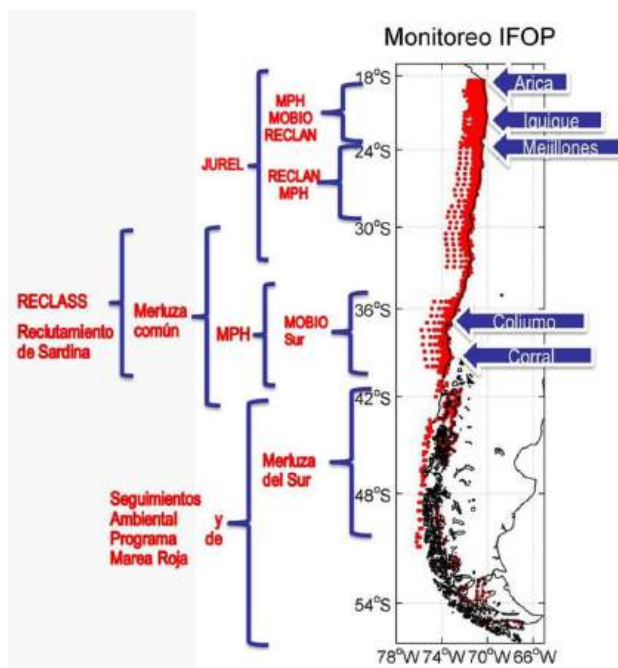 Monitoreo IFOP
18°S
24°S
30°S
36°S
42°S
48°S
54°S
78°W 74°W 70°W 66°W
Arica
Iquique
Mejillones
Coliumo
Corral
MPH
MOBIO
RECLAN
JUREL
RECLAN
MPH
RECLASS
Reclutamiento
de Sardina
Merluza
común
MPH
MOBIO
Sur
Merluza
del Sur
Seguimientos
Ambiental y
Programa de
Marea Roja